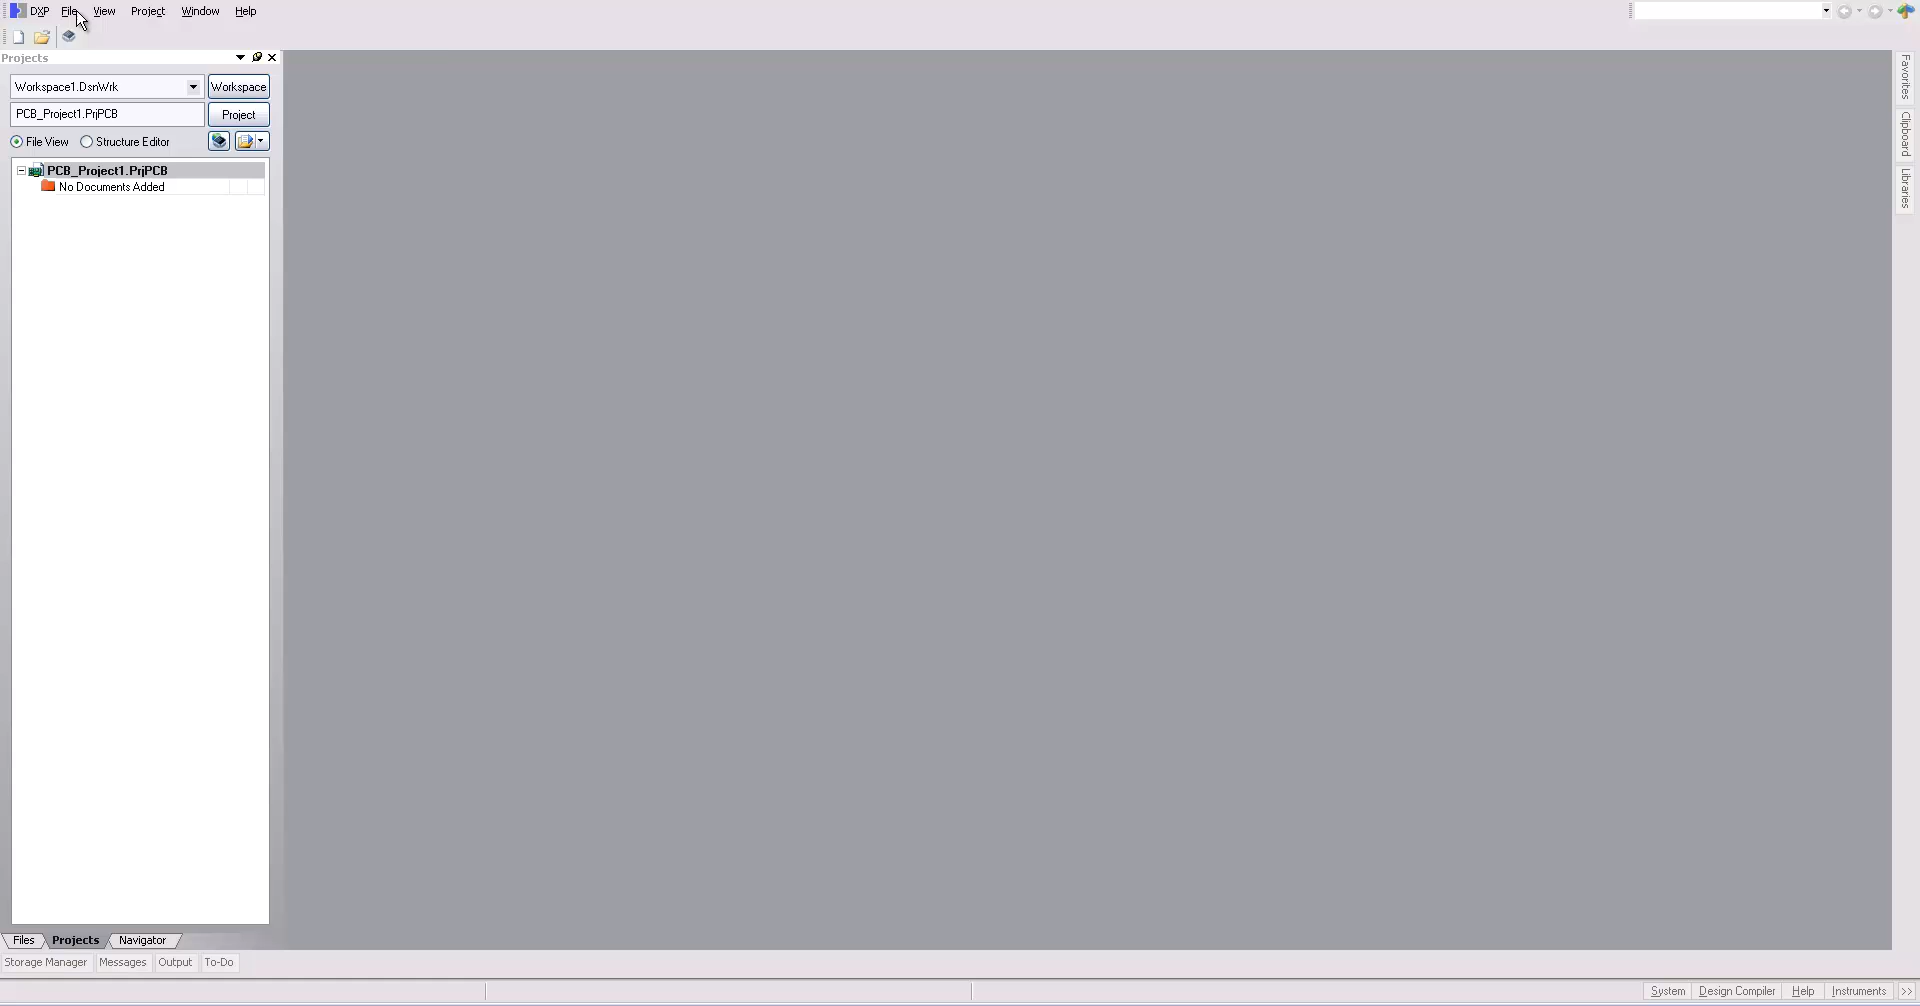 DXP File View Project Window Help
Projects
Workspace1.DsnWrk Workspace
PCB_Project1.PrjPCB Project
File View Structure Editor
PCB_Project1.PrjPCB
No Documents Added
Favorites
Clipboard
Libraries
Files Projects Navigator
Storage Manager Messages Output To-Do
System Design Compiler Help Instruments >>